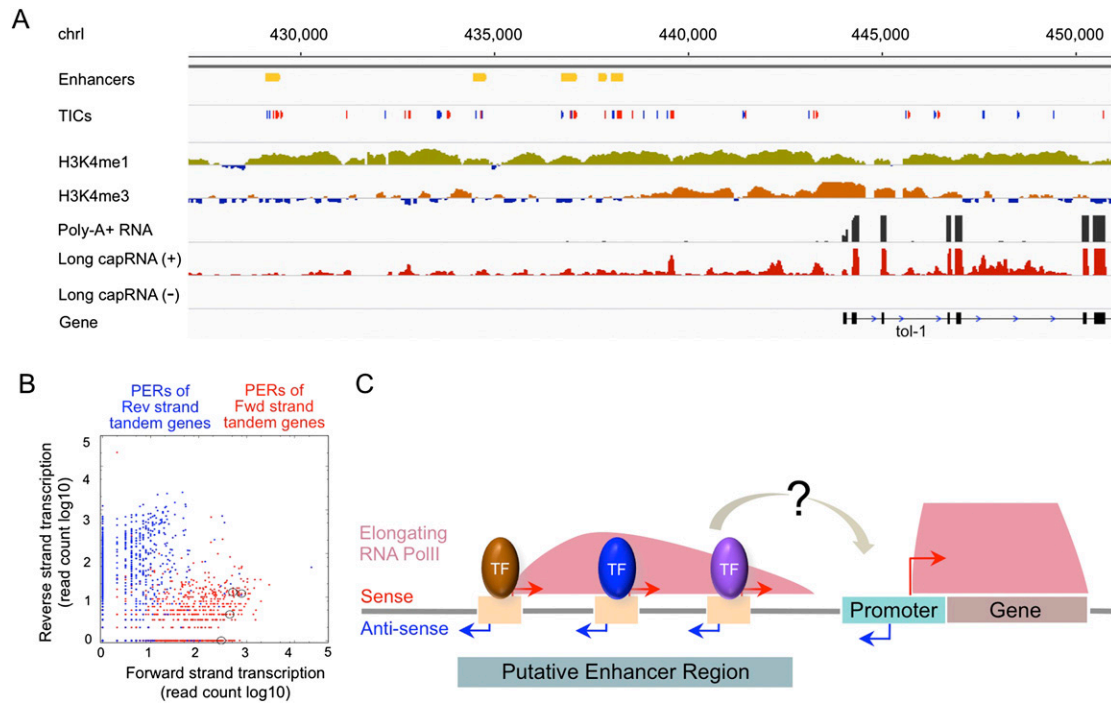 A
chrI 430,000 435,000 440,000 445,000 450,000
Enhancers
TICs
H3K4me1
H3K4me3
Poly-A+ RNA
Long capRNA (+)
Long capRNA (−)
Gene
tol-1
B
PERs of
Rev strand
tandem genes
PERs of
Fwd strand
tandem genes
Reverse strand transcription
(read count log10)
5
4
3
2
1
0
0 1 2 3 4 5
Forward strand transcription
(read count log10)
C
?
Elongating
RNA PolII
TF TF TF
Sense
Anti-sense
Promoter Gene
Putative Enhancer Region